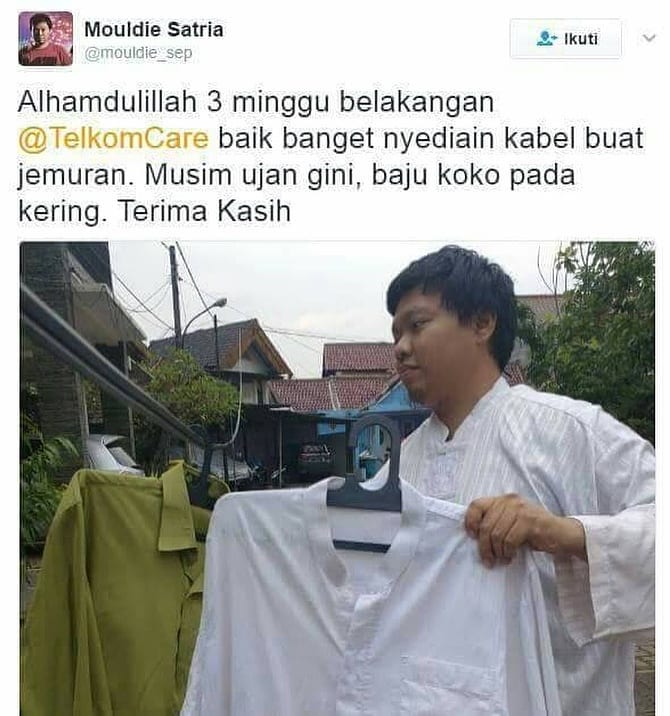 Mouldie Satria
@mouldie_sep
Ikuti
Alhamdulillah 3 minggu belakangan
@TelkomCare baik banget nyediain kabel buat
jemuran. Musim ujan gini, baju koko pada
kering. Terima Kasih